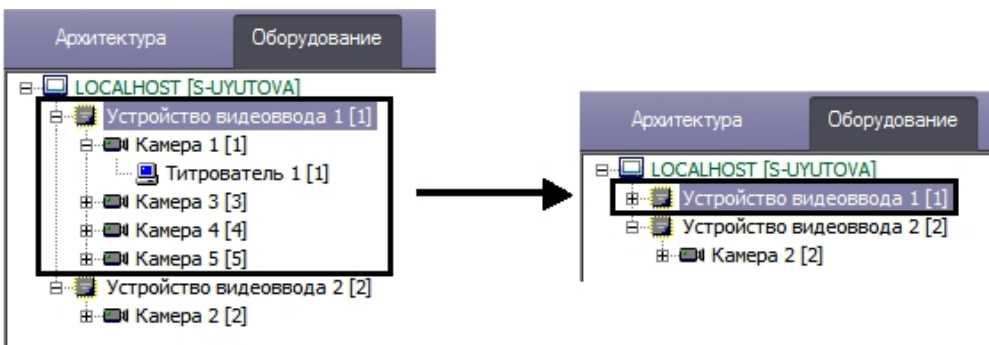 Архитектура Оборудование
LOCALHOST [S-UYUTOVA]
Устройство видеоввода 1 [1]
Камера 1 [1]
Титрователь 1 [1]
Камера 3 [3]
Камера 4 [4]
Камера 5 [5]
Устройство видеоввода 2 [2]
Камера 2 [2]
Архитектура Оборудование
LOCALHOST [S-UYUTOVA]
Устройство видеоввода 1 [1]
Устройство видеоввода 2 [2]
Камера 2 [2]